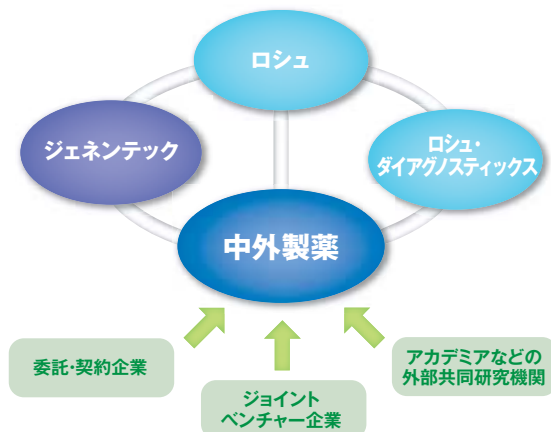 ロシュ
ジェネンテック
ロシュ・
ダイアグノスティックス
中外製薬
委託・契約企業
ジョイント
ベンチャー企業
アカデミアなどの
外部共同研究機関